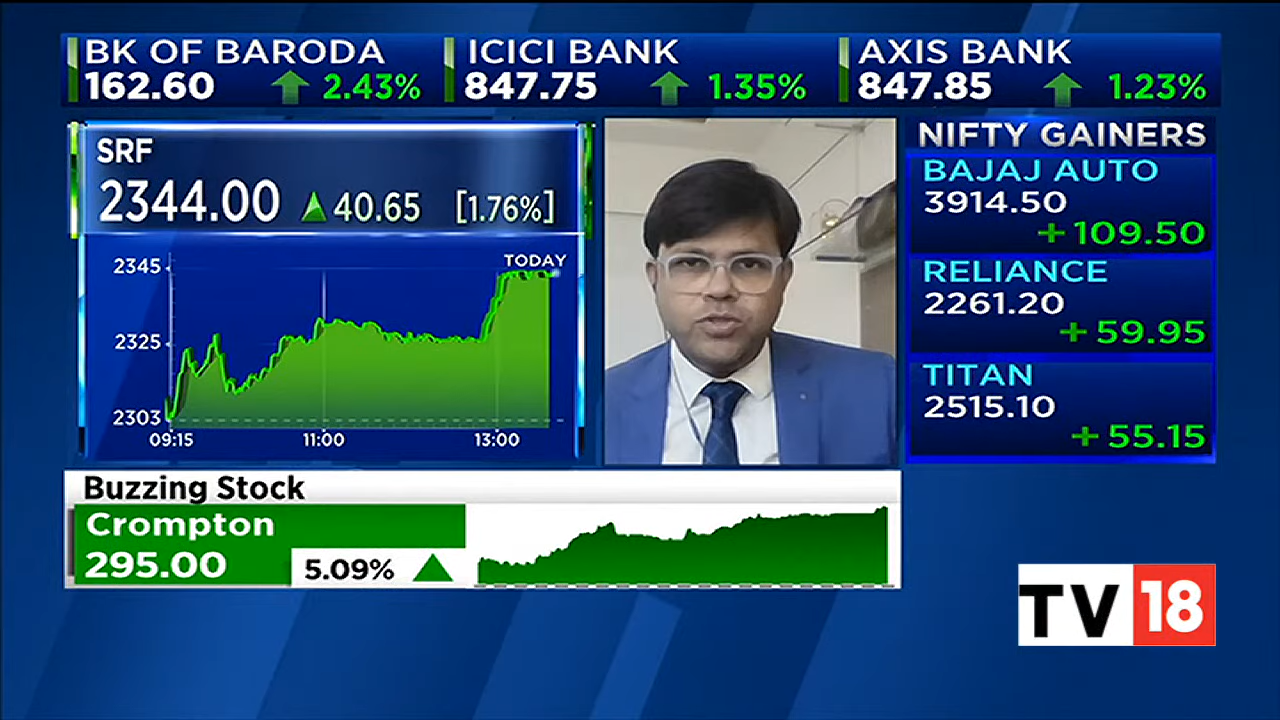 BK OF BARODA
162.60 2.43%
ICICI BANK
847.75 1.35%
AXIS BANK
847.85 1.23%
SRF
2344.00 40.65 [1.76%]
TODAY
2345
2325
2303
09:15 11:00 13:00
NIFTY GAINERS
BAJAJ AUTO
3914.50
+109.50
RELIANCE
2261.20
+59.95
TITAN
2515.10
+55.15
Buzzing Stock
Crompton
295.00 5.09%
TV18